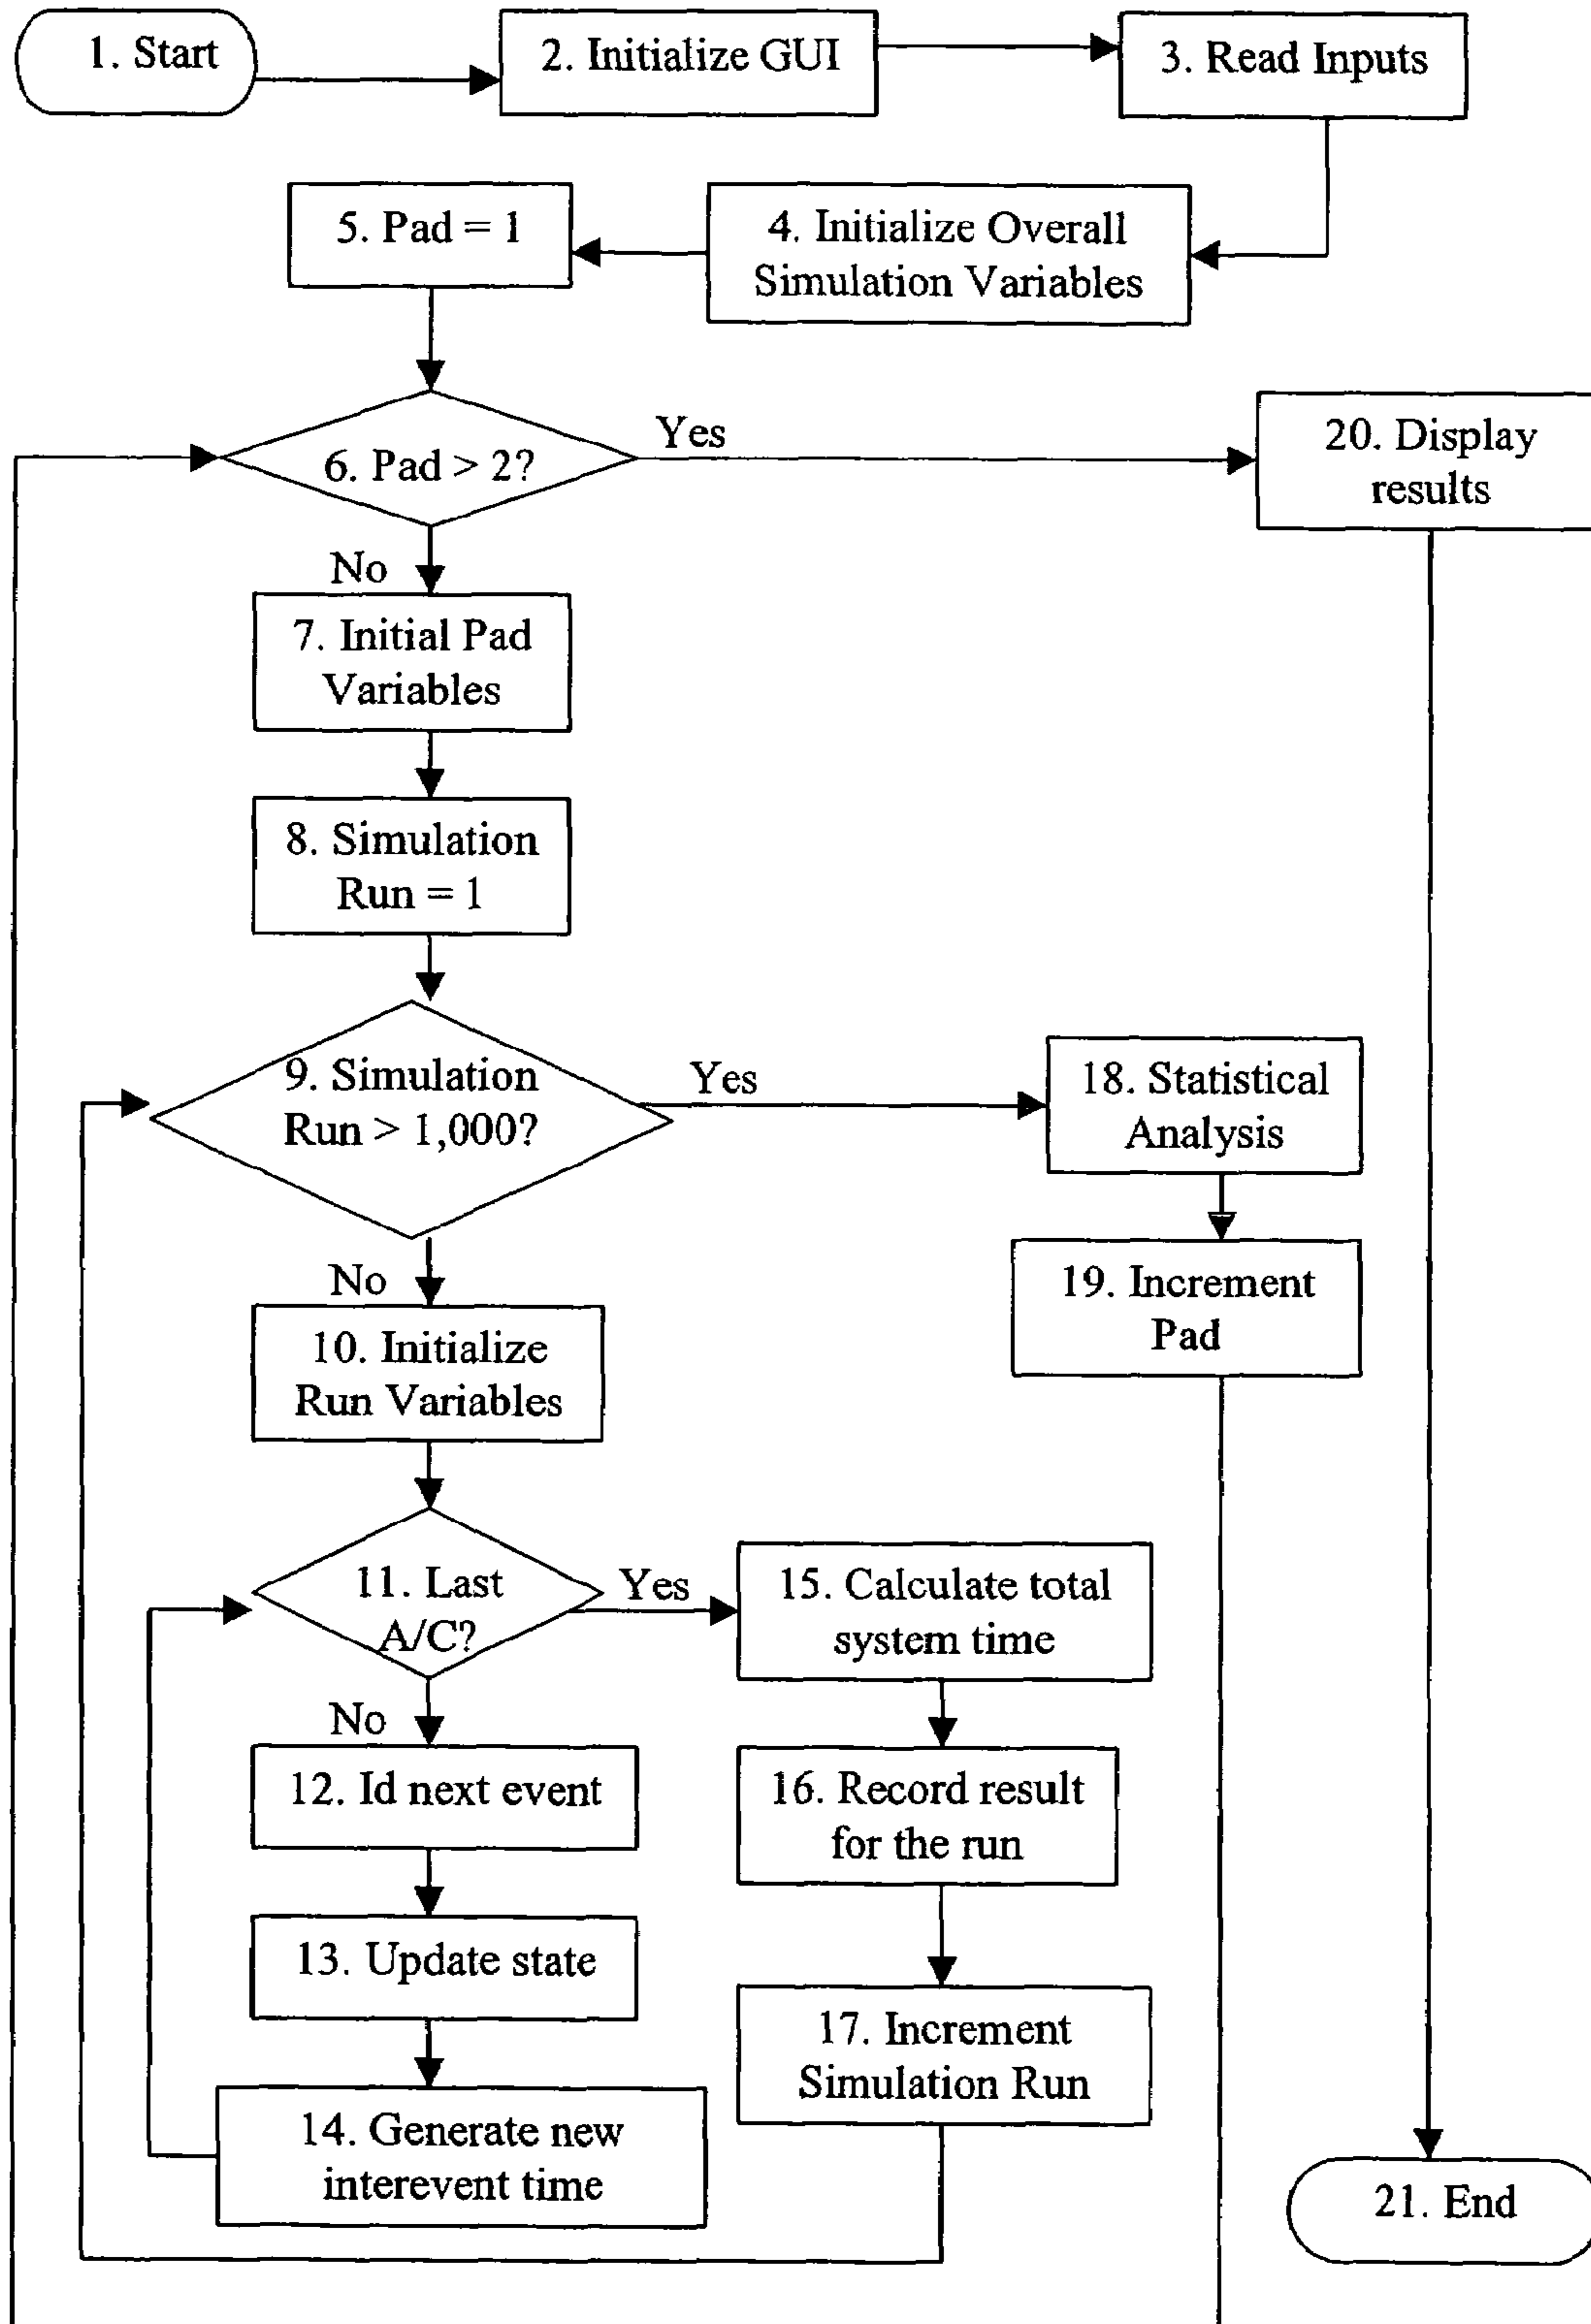 1. Start
2. Initialize GUI
3. Read Inputs
5. Pad = 1
4. Initialize Overall
Simulation Variables
6. Pad > 2?
Yes
20. Display
results
No
7. Initial Pad
Variables
8. Simulation
Run = 1
9. Simulation
Run > 1,000?
Yes
18. Statistical
Analysis
No
19. Increment
Pad
10. Initialize
Run Variables
11. Last
A/C?
Yes
15. Calculate total
system time
No
12. Id next event
16. Record result
for the run
13. Update state
17. Increment
Simulation Run
14. Generate new
interevent time
21. End